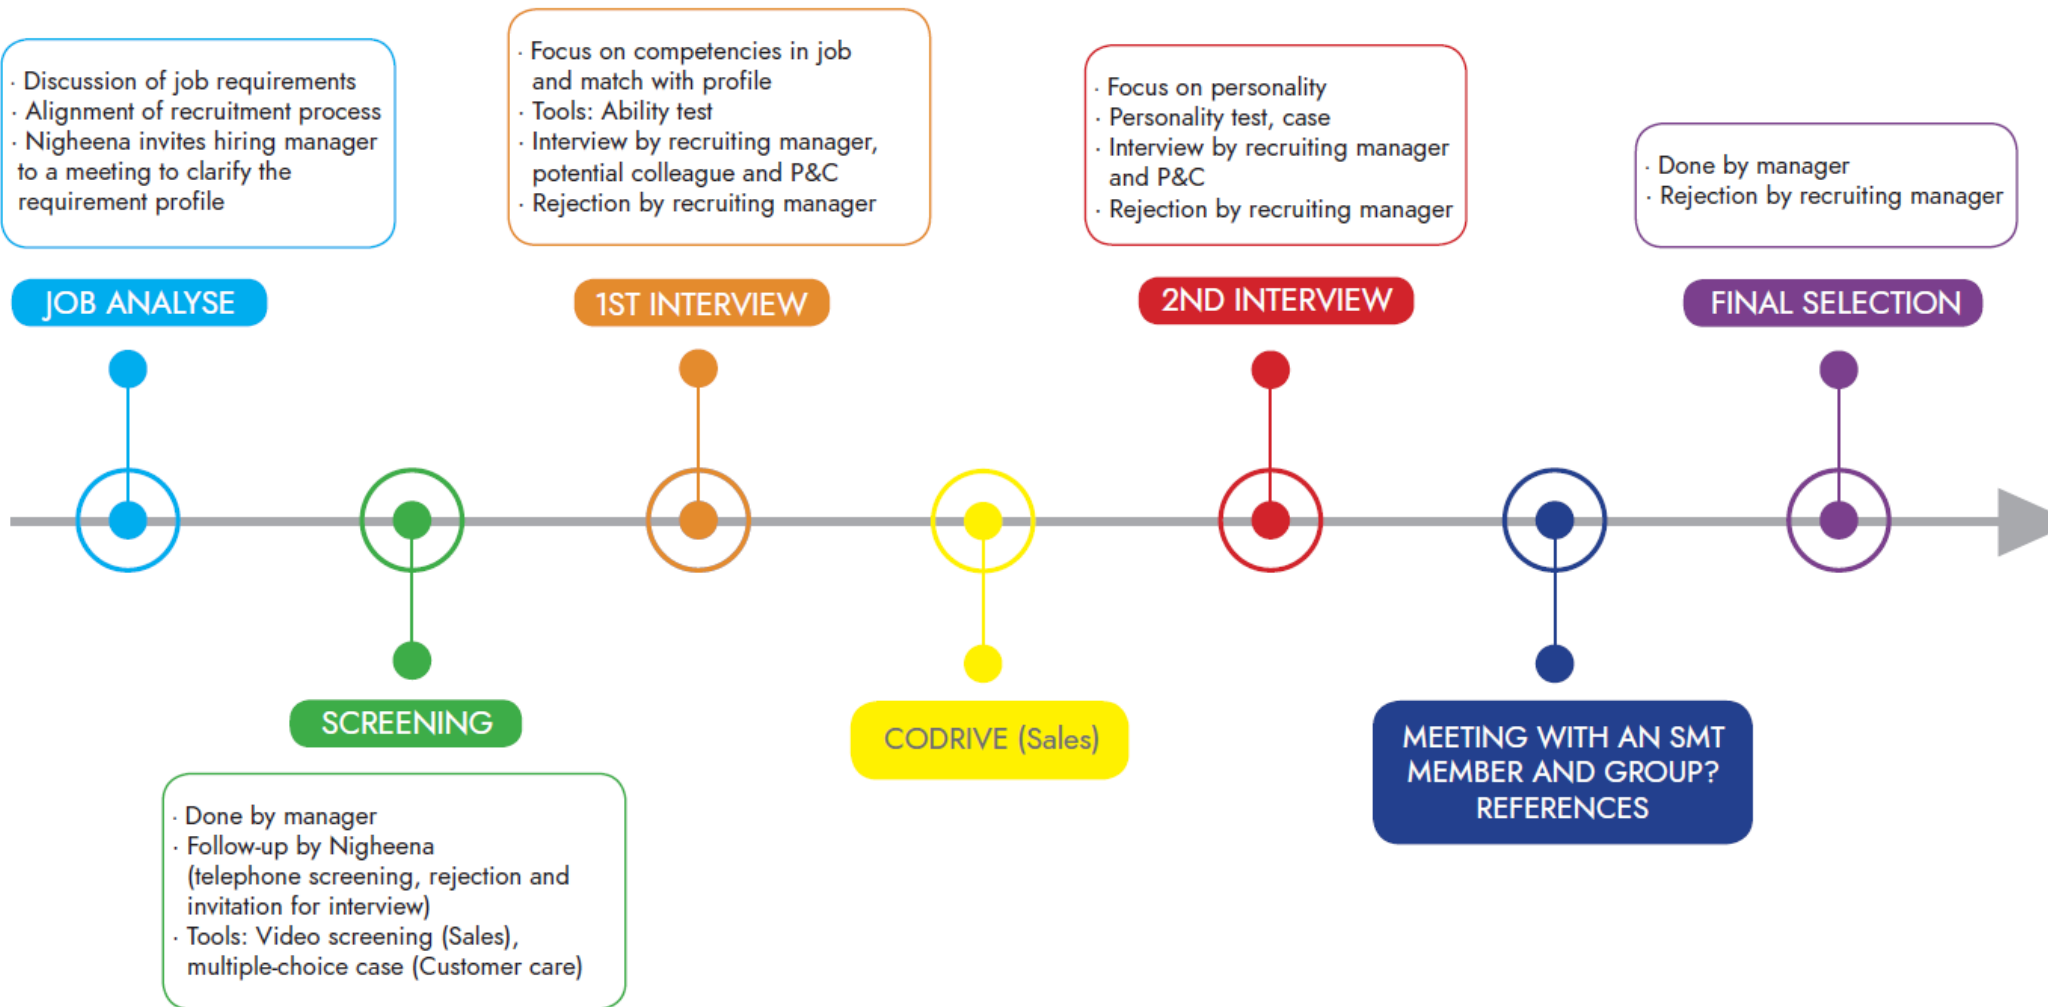 · Discussion of job requirements
· Alignment of recruitment process
· Nigheena invites hiring manager
to a meeting to clarify the
requirement profile
JOB ANALYSE
SCREENING
· Done by manager
· Follow-up by Nigheena
(telephone screening, rejection and
invitation for interview)
· Tools: Video screening (Sales),
multiple-choice case (Customer care)
· Focus on competencies in job
and match with profile
· Tools: Ability test
· Interview by recruiting manager,
potential colleague and P&C
· Rejection by recruiting manager
1ST INTERVIEW
CODRIVE (Sales)
· Focus on personality
· Personality test, case
· Interview by recruiting manager
and P&C
· Rejection by recruiting manager
2ND INTERVIEW
MEETING WITH AN SMT
MEMBER AND GROUP?
REFERENCES
· Done by manager
· Rejection by recruiting manager
FINAL SELECTION